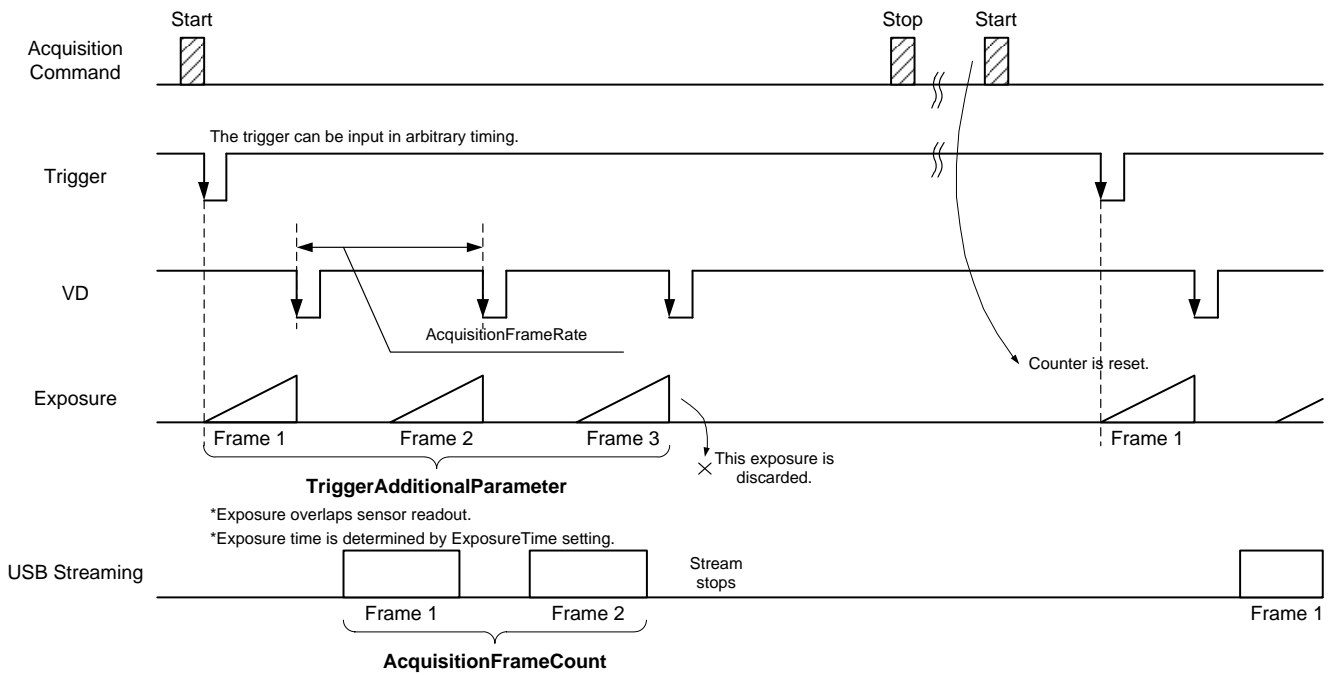 Start
Stop
Start
Acquisition
Command
The trigger can be input in arbitrary timing.
Trigger
VD
AcquisitionFrameRate
Counter is reset.
Exposure
Frame 1
Frame 2
Frame 3
Frame 1
This exposure is
discarded.
TriggerAdditionalParameter
*Exposure overlaps sensor readout.
*Exposure time is determined by ExposureTime setting.
USB Streaming
Stream
stops
Frame 1
Frame 2
Frame 1
AcquisitionFrameCount